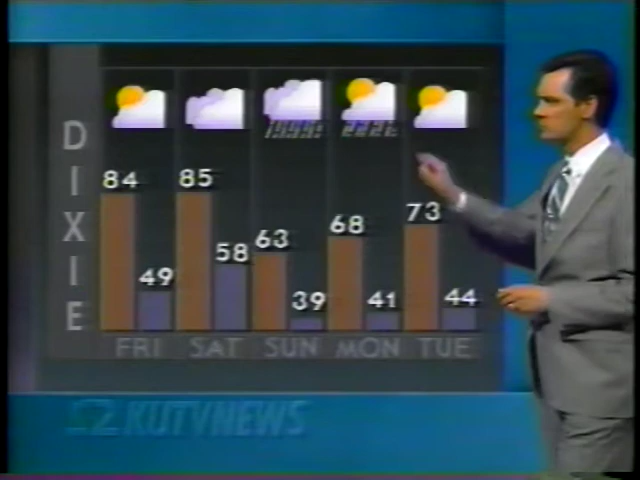 DIXIE
84 49 85 58 63 39 68 41 73 44
FRI SAT SUN MON TUE
2 KUTVNEWS